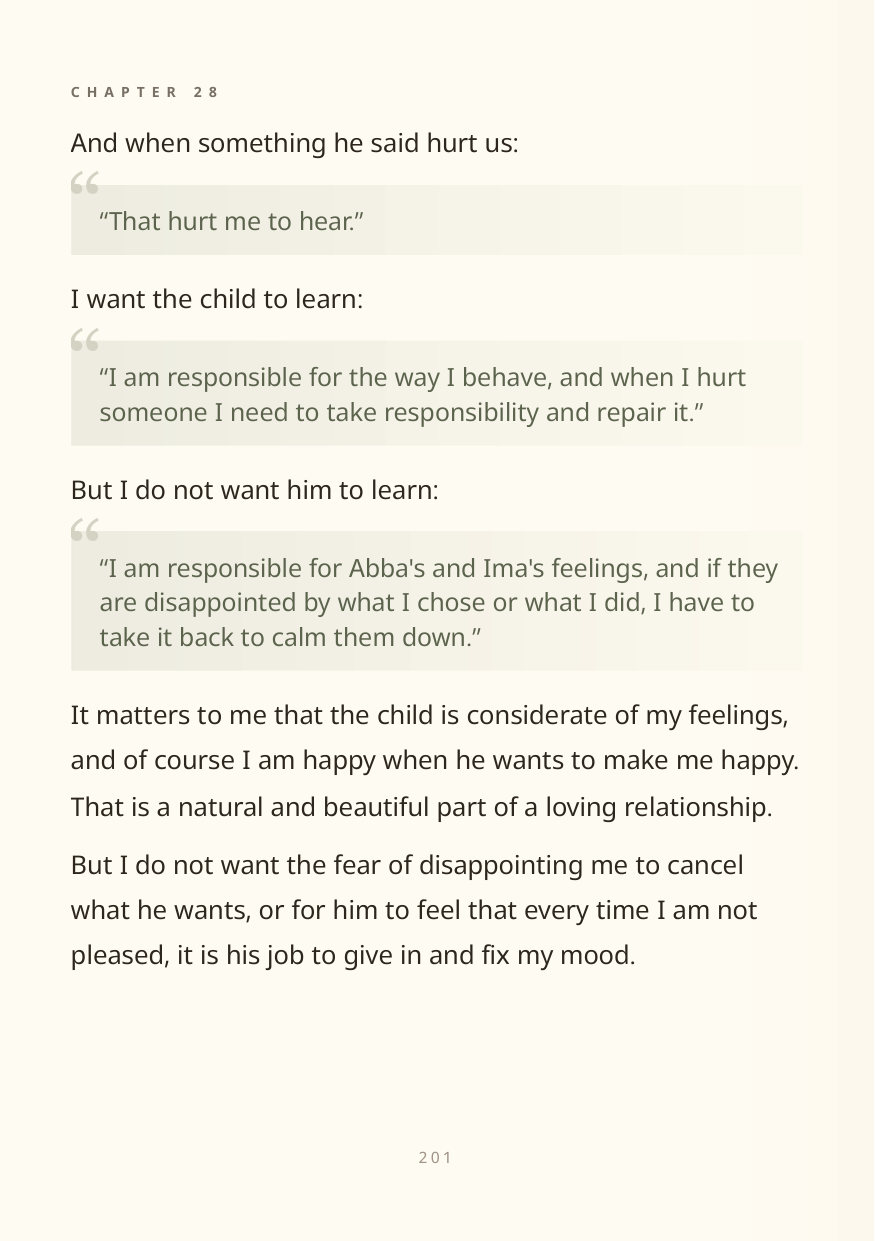 CHAPTER 28
And when something he said hurt us:
“
“That hurt me to hear.”
I want the child to learn:
“
“I am responsible for the way I behave, and when I hurt
someone I need to take responsibility and repair it.”
But I do not want him to learn:
“
“I am responsible for Abba's and Ima's feelings, and if they
are disappointed by what I chose or what I did, I have to
take it back to calm them down.”
It matters to me that the child is considerate of my feelings,
and of course I am happy when he wants to make me happy.
That is a natural and beautiful part of a loving relationship.
But I do not want the fear of disappointing me to cancel
what he wants, or for him to feel that every time I am not
pleased, it is his job to give in and fix my mood.
201